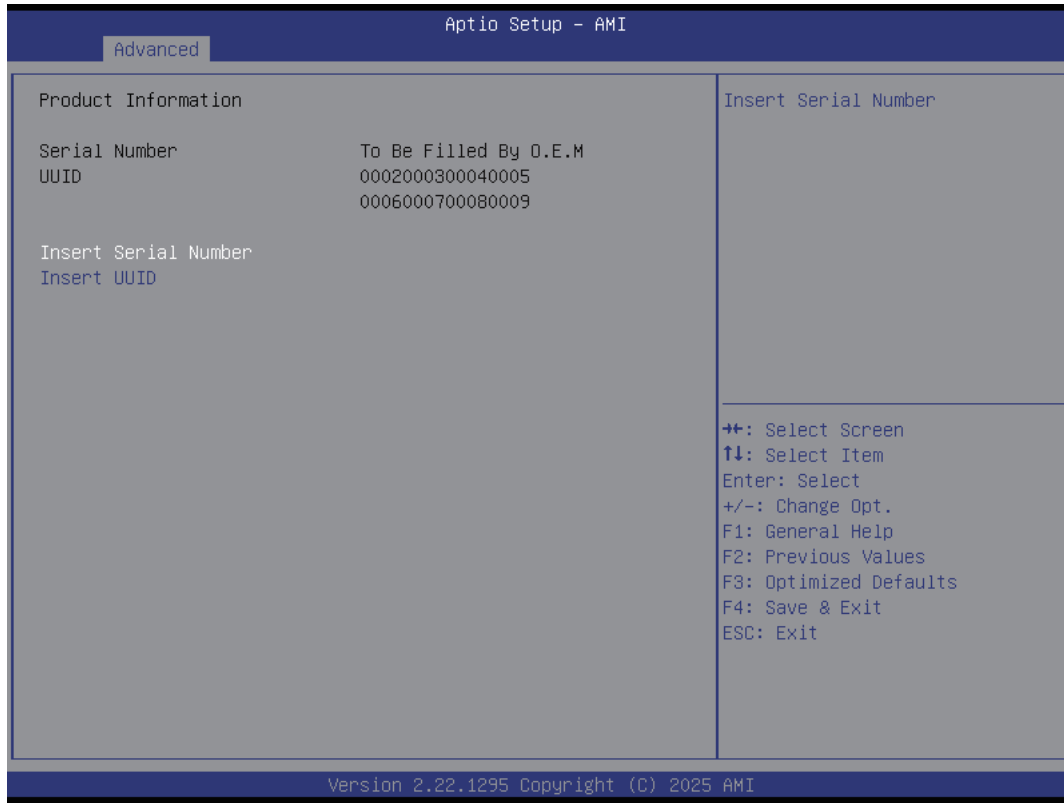 Aptio Setup – AMI
Advanced
Product Information
Serial Number To Be Filled By O.E.M
UUID 0002000300040005
0006000700080009
Insert Serial Number
Insert UUID
Insert Serial Number
→←: Select Screen
↑↓: Select Item
Enter: Select
+/-: Change Opt.
F1: General Help
F2: Previous Values
F3: Optimized Defaults
F4: Save & Exit
ESC: Exit
Version 2.22.1295 Copyright (C) 2025 AMI